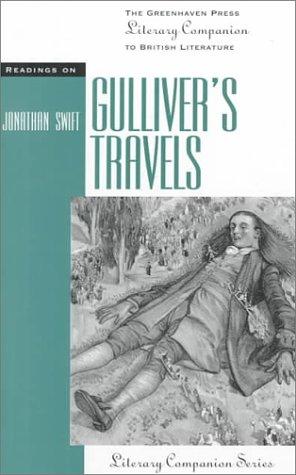 THE GREENHAVEN PRESS
Literary Companion
TO BRITISH LITERATURE
READINGS ON
JONATHAN SWIFT
GULLIVER'S
TRAVELS
Literary Companion Series